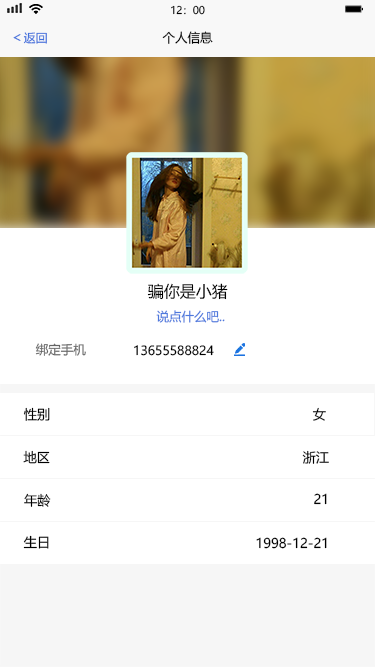 12：00
< 返回
个人信息
骗你是小猪
说点什么吧..
绑定手机 13655588824
性别 女
地区 浙江
年龄 21
生日 1998-12-21